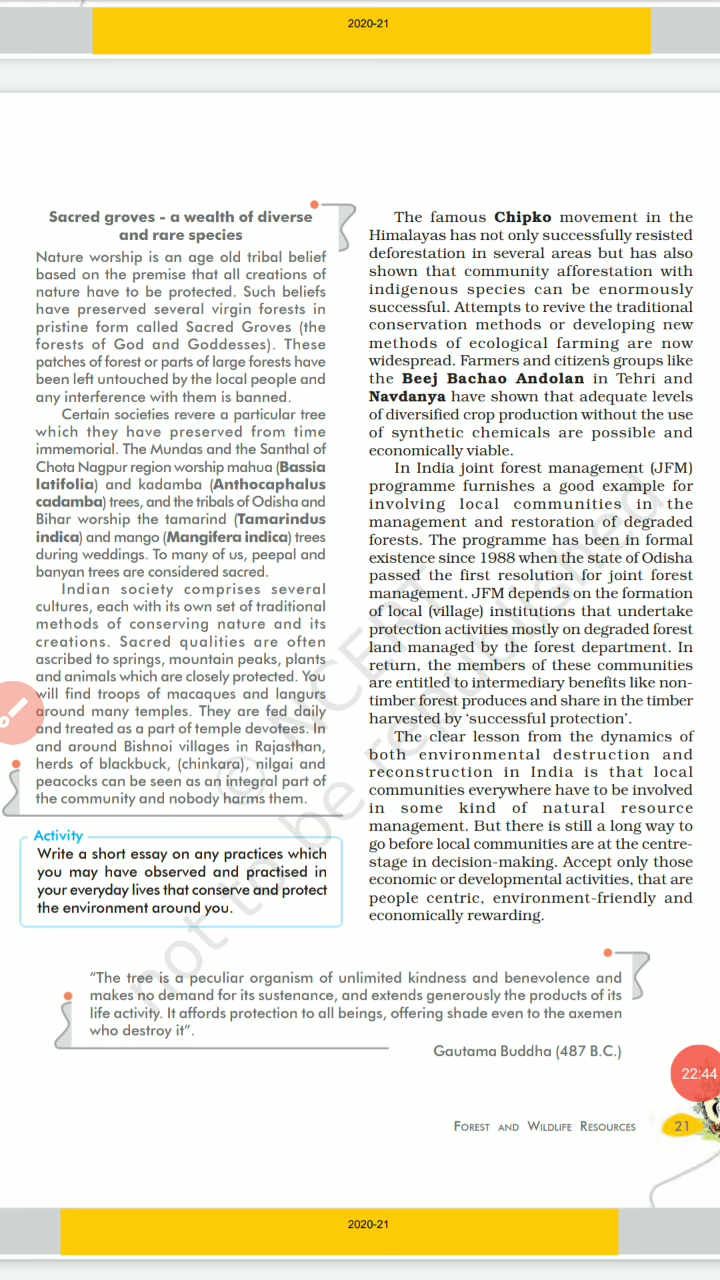 2020-21
Sacred groves - a wealth of diverse
and rare species
Nature worship is an age old tribal belief
based on the premise that all creations of
nature have to be protected. Such beliefs
have preserved several virgin forests in
pristine form called Sacred Groves (the
forests of God and Goddesses). These
patches of forest or parts of large forests have
been left untouched by the local people and
any interference with them is banned.
Certain societies revere a particular tree
which they have preserved from time
immemorial. The Mundas and the Santhal of
Chota Nagpur region worship mahua (Bassia
latifolia) and kadamba (Anthocaphalus
cadamba) trees, and the tribals of Odisha and
Bihar worship the tamarind (Tamarindus
indica) and mango (Mangifera indica) trees
during weddings. To many of us, peepal and
banyan trees are considered sacred.
Indian society comprises several
cultures, each with its own set of traditional
methods of conserving nature and its
creations. Sacred qualities are often
ascribed to springs, mountain peaks, plants
and animals which are closely protected. You
will find troops of macaques and langurs
around many temples. They are fed daily
and treated as a part of temple devotees. In
and around Bishnoi villages in Rajasthan,
herds of blackbuck, (chinkara), nilgai and
peacocks can be seen as an integral part of
the community and nobody harms them.
Activity
Write a short essay on any practices which
you may have observed and practised in
your everyday lives that conserve and protect
the environment around you.
The famous Chipko movement in the
Himalayas has not only successfully resisted
deforestation in several areas but has also
shown that community afforestation with
indigenous species can be enormously
successful. Attempts to revive the traditional
conservation methods or developing new
methods of ecological farming are now
widespread. Farmers and citizen's groups like
the Beej Bachao Andolan in Tehri and
Navdanya have shown that adequate levels
of diversified crop production without the use
of synthetic chemicals are possible and
economically viable.
In India joint forest management (JFM)
programme furnishes a good example for
involving local communities in the
management and restoration of degraded
forests. The programme has been in formal
existence since 1988 when the state of Odisha
passed the first resolution for joint forest
management. JFM depends on the formation
of local (village) institutions that undertake
protection activities mostly on degraded forest
land managed by the forest department. In
return, the members of these communities
are entitled to intermediary benefits like non-
timber forest produces and share in the timber
harvested by ‘successful protection’.
The clear lesson from the dynamics of
both environmental destruction and
reconstruction in India is that local
communities everywhere have to be involved
in some kind of natural resource
management. But there is still a long way to
go before local communities are at the centre-
stage in decision-making. Accept only those
economic or developmental activities, that are
people centric, environment-friendly and
economically rewarding.
“The tree is a peculiar organism of unlimited kindness and benevolence and
makes no demand for its sustenance, and extends generously the products of its
life activity. It affords protection to all beings, offering shade even to the axemen
who destroy it”.
Gautama Buddha (487 B.C.)
22:44
FOREST AND WILDLIFE RESOURCES 21
© NCERT
not to be republished
2020-21